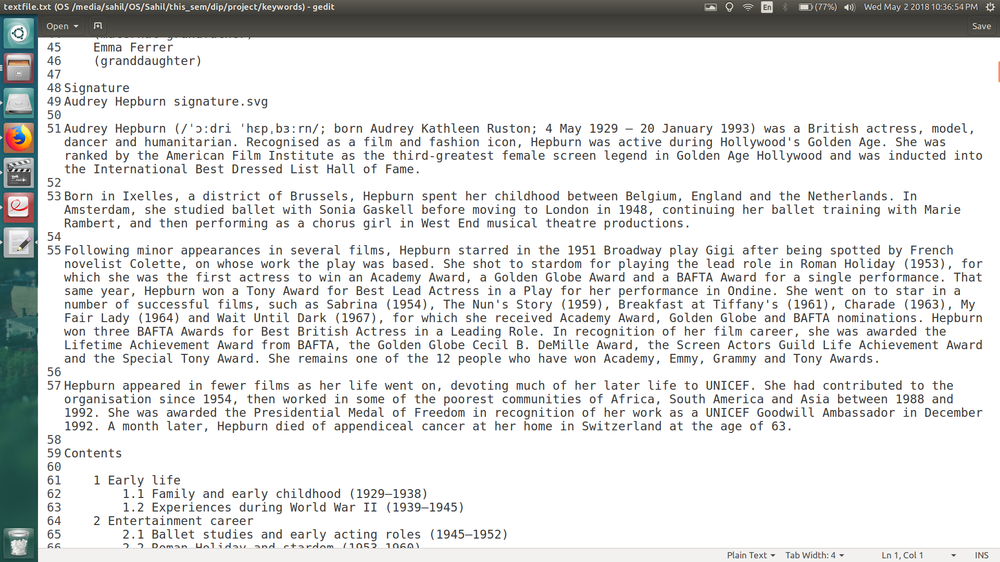 textfile.txt (OS /media/sahil/OS/Sahil/this_sem/dip/project/keywords) - gedit
En
(77%)
Wed May 2 2018 10:36:54 PM
Open
Save
45 Emma Ferrer
46 (granddaughter)
47
48 Signature
49 Audrey Hepburn signature.svg
50
51 Audrey Hepburn (/ˈɔːdri ˈhɛpˌbɜːrn/; born Audrey Kathleen Ruston; 4 May 1929 – 20 January 1993) was a British actress, model,
dancer and humanitarian. Recognised as a film and fashion icon, Hepburn was active during Hollywood's Golden Age. She was
ranked by the American Film Institute as the third-greatest female screen legend in Golden Age Hollywood and was inducted into
the International Best Dressed List Hall of Fame.
52
53 Born in Ixelles, a district of Brussels, Hepburn spent her childhood between Belgium, England and the Netherlands. In
Amsterdam, she studied ballet with Sonia Gaskell before moving to London in 1948, continuing her ballet training with Marie
Rambert, and then performing as a chorus girl in West End musical theatre productions.
54
55 Following minor appearances in several films, Hepburn starred in the 1951 Broadway play Gigi after being spotted by French
novelist Colette, on whose work the play was based. She shot to stardom for playing the lead role in Roman Holiday (1953), for
which she was the first actress to win an Academy Award, a Golden Globe Award and a BAFTA Award for a single performance. That
same year, Hepburn won a Tony Award for Best Lead Actress in a Play for her performance in Ondine. She went on to star in a
number of successful films, such as Sabrina (1954), The Nun's Story (1959), Breakfast at Tiffany's (1961), Charade (1963), My
Fair Lady (1964) and Wait Until Dark (1967), for which she received Academy Award, Golden Globe and BAFTA nominations. Hepburn
won three BAFTA Awards for Best British Actress in a Leading Role. In recognition of her film career, she was awarded the
Lifetime Achievement Award from BAFTA, the Golden Globe Cecil B. DeMille Award, the Screen Actors Guild Life Achievement Award
and the Special Tony Award. She remains one of the 12 people who have won Academy, Emmy, Grammy and Tony Awards.
56
57 Hepburn appeared in fewer films as her life went on, devoting much of her later life to UNICEF. She had contributed to the
organisation since 1954, then worked in some of the poorest communities of Africa, South America and Asia between 1988 and
1992. She was awarded the Presidential Medal of Freedom in recognition of her work as a UNICEF Goodwill Ambassador in December
1992. A month later, Hepburn died of appendiceal cancer at her home in Switzerland at the age of 63.
58
59 Contents
60
61 1 Early life
62 1.1 Family and early childhood (1929–1938)
63 1.2 Experiences during World War II (1939–1945)
64 2 Entertainment career
65 2.1 Ballet studies and early acting roles (1945–1952)
66 2.2 Roman Holiday and stardom (1953–1960)
Plain Text
Tab Width: 4
Ln 1, Col 1
INS